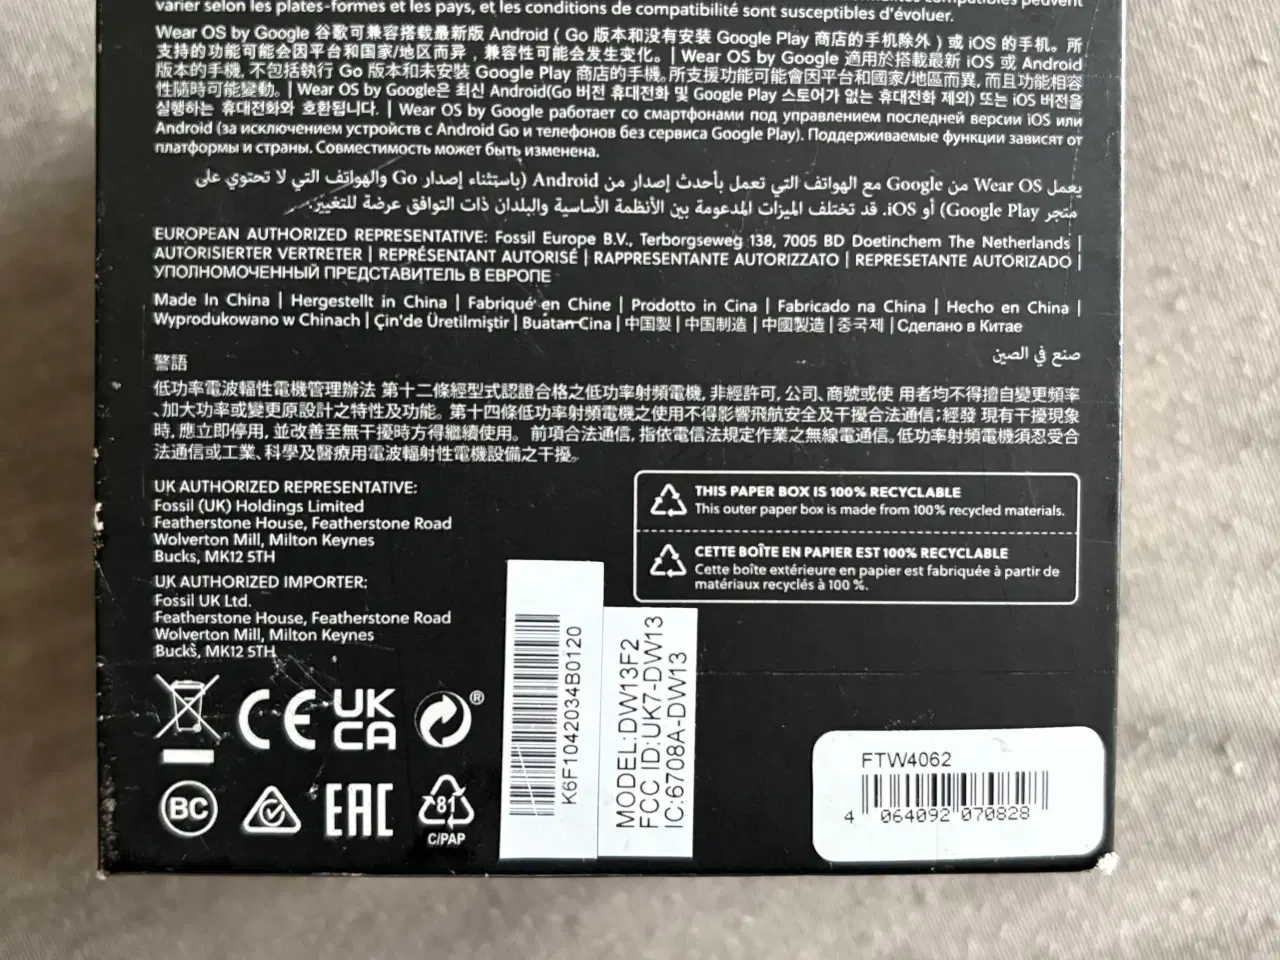 varier selon les plates-formes et les pays, et les conditions de compatibilité sont susceptibles d'évoluer.
Wear OS by Google 谷歌可兼容搭载最新版 Android ( Go 版本和没有安装 Google Play 商店的手机除外 ) 或 iOS 的手机。所
支持的功能可能会因平台和国家/地区而异，兼容性可能会发生变化。| Wear OS by Google 適用於搭載最新 iOS 或 Android
版本的手機, 不包括執行 Go 版本和未安裝 Google Play 商店的手機。所支援功能可能會因平台和國家/地區而異, 而且功能相容
性隨時可能變動。| Wear OS by Google은 최신 Android(Go 버전 휴대전화 및 Google Play 스토어가 없는 휴대전화 제외) 또는 iOS 버전을
실행하는 휴대전화와 호환됩니다. | Wear OS by Google работает со смартфонами под управлением последней версии iOS или
Android (за исключением устройств с Android Go и телефонов без сервиса Google Play). Поддерживаемые функции зависят от
платформы и страны. Совместимость может быть изменена.
يعمل Wear OS من Google مع الهواتف التي تعمل بأحدث إصدار من Android (باستثناء إصدار Go والهواتف التي لا تحتوي على
متجر Google Play) أو iOS. قد تختلف الميزات المدعومة بين الأنظمة الأساسية والبلدان ذات التوافق عرضة للتغيير.
EUROPEAN AUTHORIZED REPRESENTATIVE: Fossil Europe B.V., Terborgseweg 138, 7005 BD Doetinchem The Netherlands |
AUTORISIERTER VERTRETER | REPRÉSENTANT AUTORISÉ | RAPPRESENTANTE AUTORIZZATO | REPRESETANTE AUTORIZADO |
УПОЛНОМОЧЕННЫЙ ПРЕДСТАВИТЕЛЬ В ЕВРОПЕ
Made In China | Hergestellt in China | Fabriqué en Chine | Prodotto in Cina | Fabricado na China | Hecho en China |
Wyprodukowano w Chinach | Çin'de Üretilmiştir | Buatan Cina | 中国製 | 中国制造 | 中國製造 | 중국제 | Сделано в Китае
صنع في الصين
警語
低功率電波輻性電機管理辦法 第十二條經型式認證合格之低功率射頻電機, 非經許可, 公司、商號或使 用者均不得擅自變更頻率
、加大功率或變更原設計之特性及功能。第十四條低功率射頻電機之使用不得影響飛航安全及干擾合法通信；經發 現有干擾現象
時, 應立即停用, 並改善至無干擾時方得繼續使用。 前項合法通信, 指依電信法規定作業之無線電通信。低功率射頻電機須忍受合
法通信或工業、科學及醫療用電波輻射性電機設備之干擾。
UK AUTHORIZED REPRESENTATIVE:
Fossil (UK) Holdings Limited
Featherstone House, Featherstone Road
Wolverton Mill, Milton Keynes
Bucks, MK12 5TH
UK AUTHORIZED IMPORTER:
Fossil UK Ltd.
Featherstone House, Featherstone Road
Wolverton Mill, Milton Keynes
Bucks, MK12 5TH
THIS PAPER BOX IS 100% RECYCLABLE
This outer paper box is made from 100% recycled materials.
CETTE BOÎTE EN PAPIER EST 100% RECYCLABLE
Cette boîte extérieure en papier est fabriquée à partir de
matériaux recyclés à 100 %.
CE UK CA ®
BC EAC 81
C/PAP
K6F1042034B0120
MODEL:DW13F2
FCC ID:UK7-DW13
IC:6708A-DW13
FTW4062
4 064092 070828